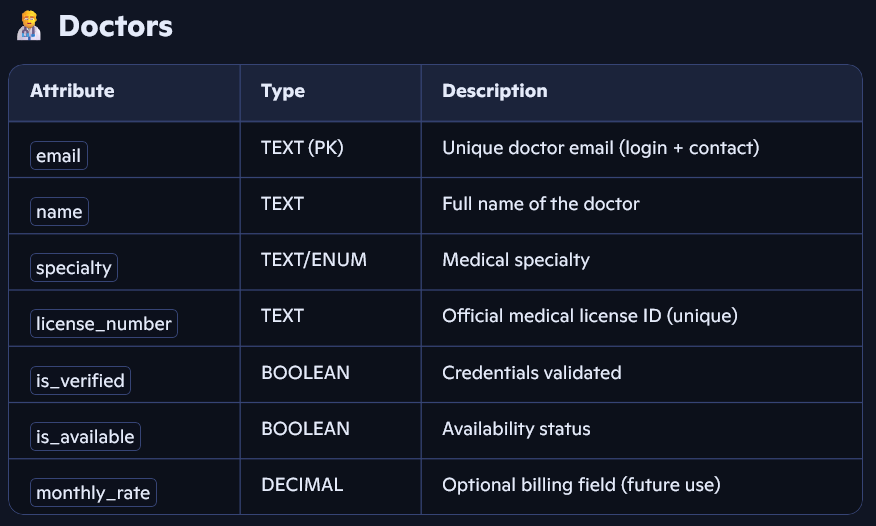 Doctors
Attribute Type Description
email TEXT (PK) Unique doctor email (login + contact)
name TEXT Full name of the doctor
specialty TEXT/ENUM Medical specialty
license_number TEXT Official medical license ID (unique)
is_verified BOOLEAN Credentials validated
is_available BOOLEAN Availability status
monthly_rate DECIMAL Optional billing field (future use)